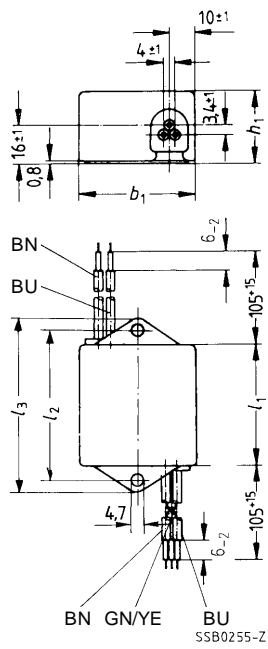 10±1
4±1
3,4±1
h1
16±1
0,8
b1
BN
BU
6-2
105+15
l3
l2
l1
4,7
6-2
105+15
BN GN/YE BU
SSB0255-Z